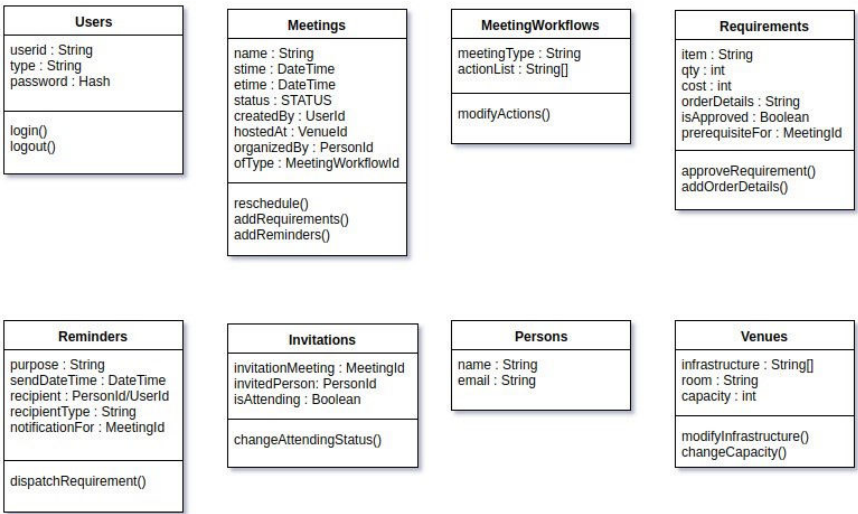 Users
userid : String
type : String
password : Hash
login()
logout()
Meetings
name : String
stime : DateTime
etime : DateTime
status : STATUS
createdBy : UserId
hostedAt : VenueId
organizedBy : PersonId
ofType : MeetingWorkflowId
reschedule()
addRequirements()
addReminders()
MeetingWorkflows
meetingType : String
actionList : String[]
modifyActions()
Requirements
item : String
qty : int
cost : int
orderDetails : String
isApproved : Boolean
prerequisiteFor : MeetingId
approveRequirement()
addOrderDetails()
Reminders
purpose : String
sendDateTime : DateTime
recipient : PersonId/UserId
recipientType : String
notificationFor : MeetingId
dispatchRequirement()
Invitations
invitationMeeting : MeetingId
invitedPerson: PersonId
isAttending : Boolean
changeAttendingStatus()
Persons
name : String
email : String
Venues
infrastructure : String[]
room : String
capacity : int
modifyInfrastructure()
changeCapacity()